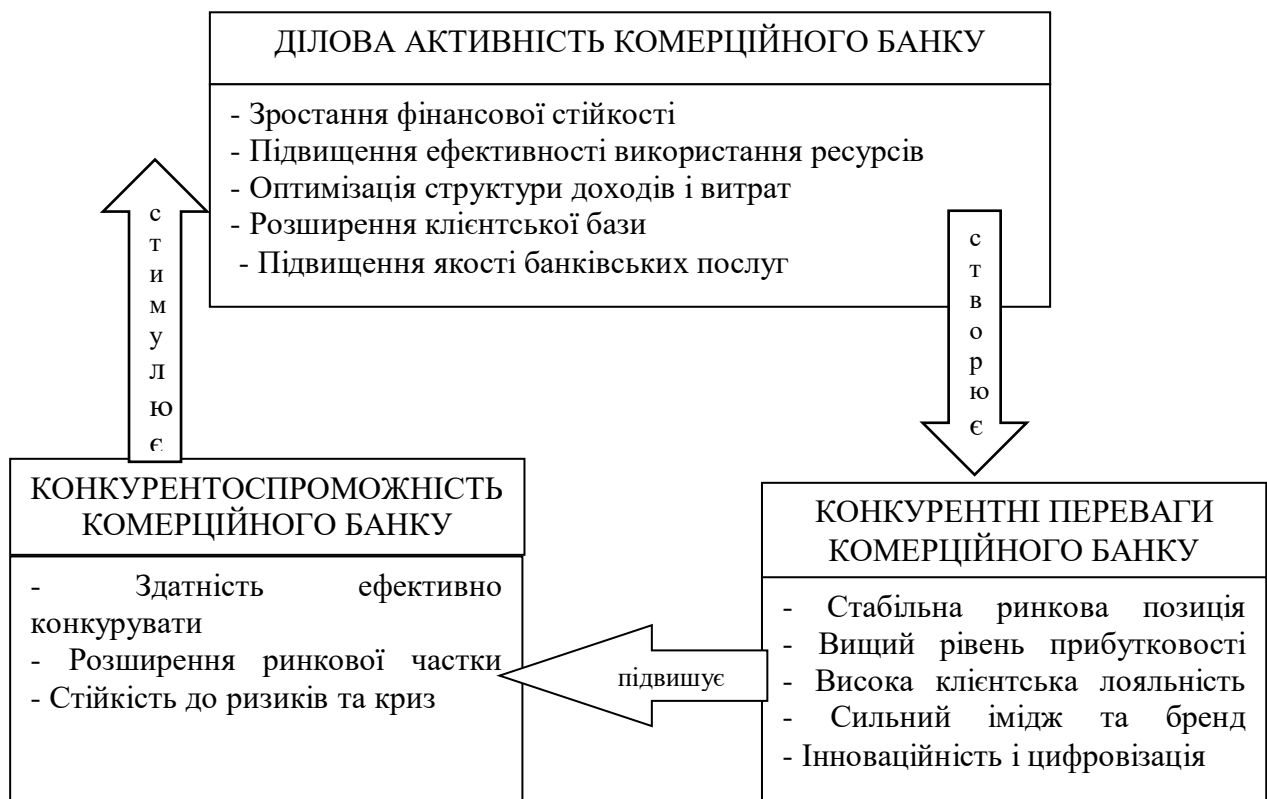 ДІЛОВА АКТИВНІСТЬ КОМЕРЦІЙНОГО БАНКУ
- Зростання фінансової стійкості
- Підвищення ефективності використання ресурсів
- Оптимізація структури доходів і витрат
- Розширення клієнтської бази
- Підвищення якості банківських послуг
стимулює
створює
КОНКУРЕНТОСПРОМОЖНІСТЬ
КОМЕРЦІЙНОГО БАНКУ
- Здатність ефективно
конкурувати
- Розширення ринкової частки
- Стійкість до ризиків та криз
підвишує
КОНКУРЕНТНІ ПЕРЕВАГИ
КОМЕРЦІЙНОГО БАНКУ
- Стабільна ринкова позиція
- Вищий рівень прибутковості
- Висока клієнтська лояльність
- Сильний імідж та бренд
- Інноваційність і цифровізація